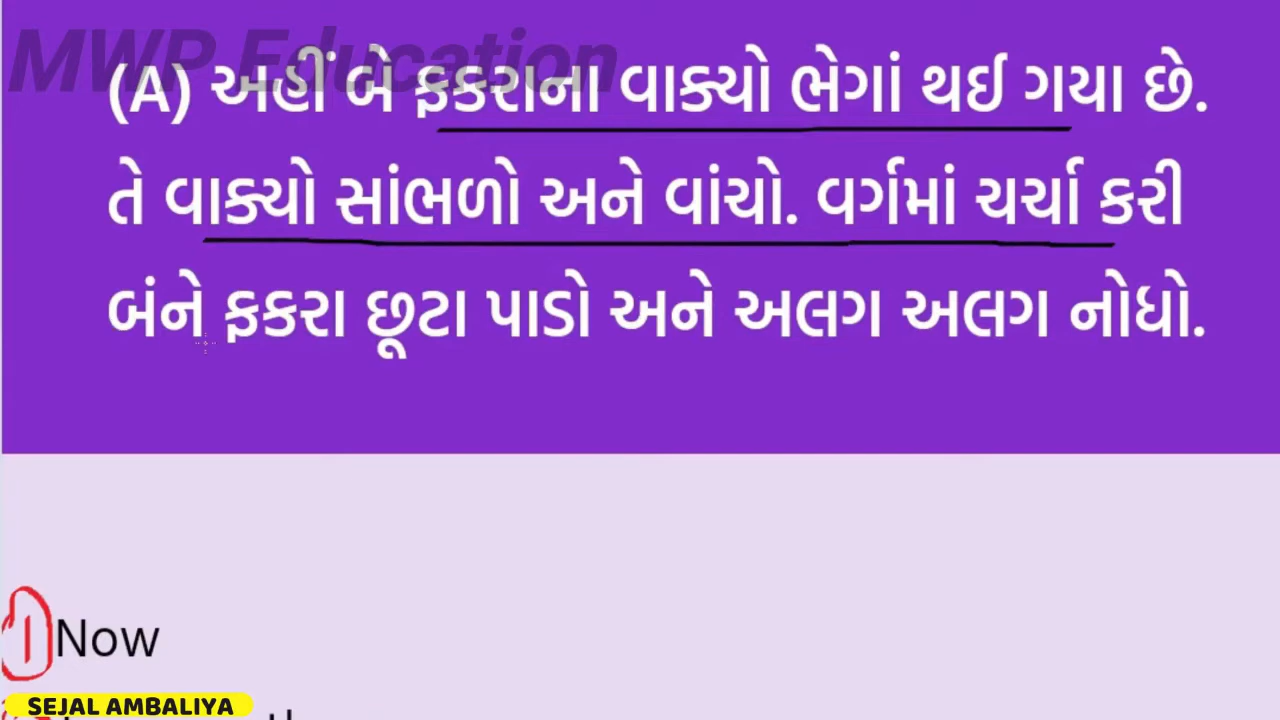 MWP Education
(A) અહીં બે ફકરાના વાક્યો ભેગાં થઈ ગયા છે.
તે વાક્યો સાંભળો અને વાંચો. વર્ગમાં ચર્ચા કરી
બંને ફકરા છૂટા પાડો અને અલગ અલગ નોધો.
1 Now
SEJAL AMBALIYA